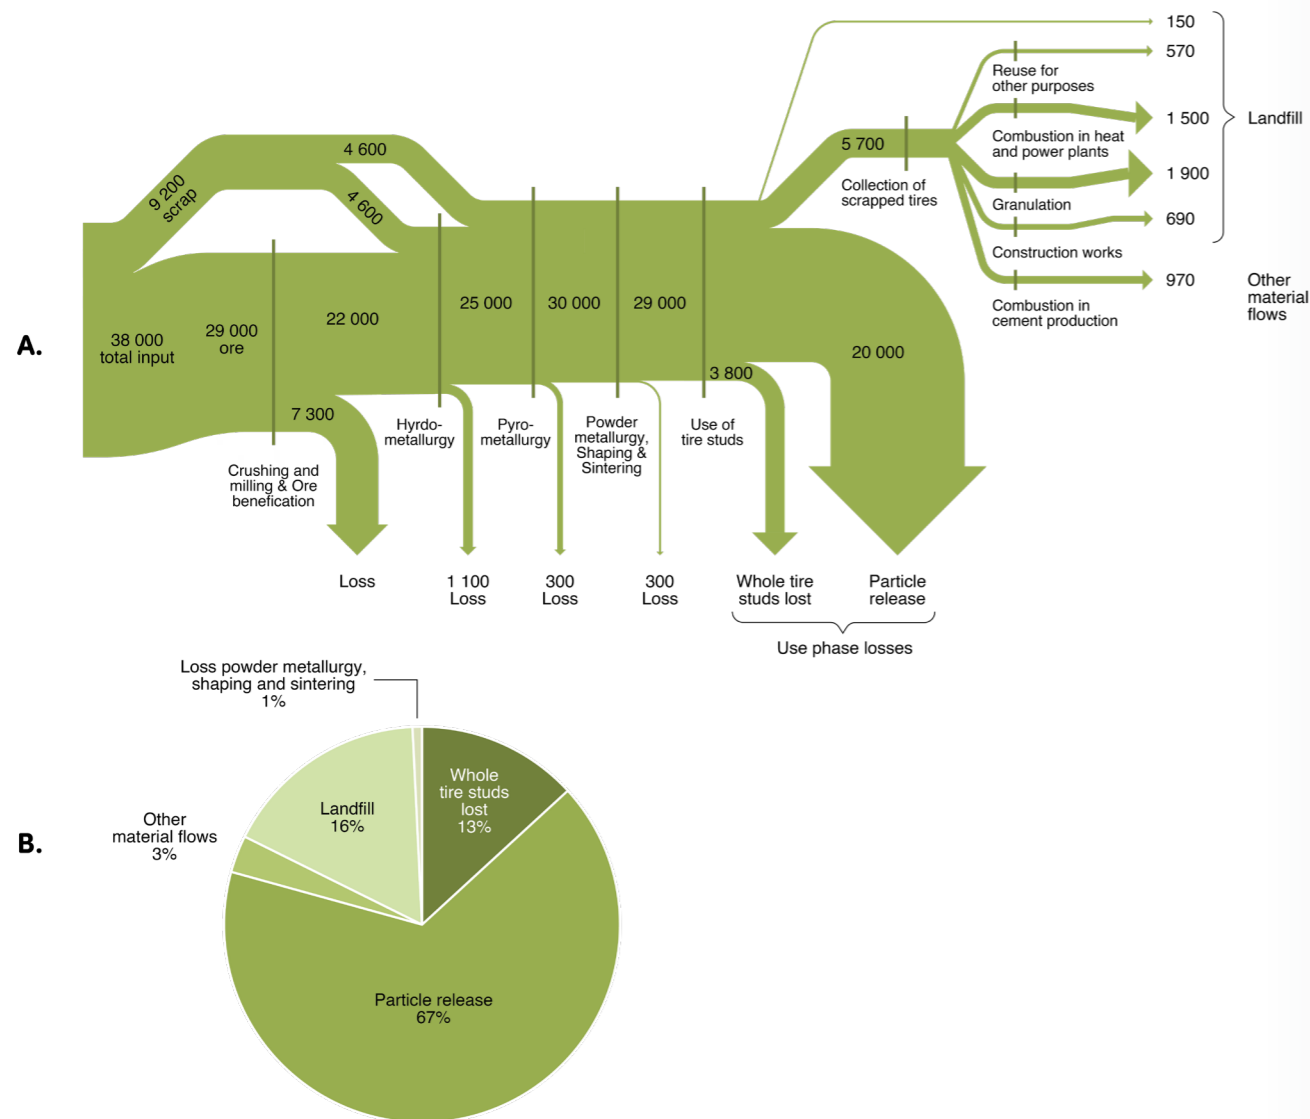 A.
38 000
total input
9 200
scrap
29 000
ore
4 600
4 600
22 000
7 300
25 000
30 000
29 000
3 800
20 000
5 700
Crushing and
milling & Ore
benefication
Hyrdo-
metallurgy
Pyro-
metallurgy
Powder
metallurgy,
Shaping &
Sintering
Use of
tire studs
Collection of
scrapped tires
150
570
Reuse for
other purposes
1 500
Combustion in heat
and power plants
1 900
Granulation
690
Construction works
970
Combustion in
cement production
Landfill
Other
material
flows
Loss
1 100
Loss
300
Loss
300
Loss
Whole tire
studs lost
Particle
release
Use phase losses
B.
Loss powder metallurgy,
shaping and sintering
1%
Whole
tire studs
lost
13%
Landfill
16%
Other
material flows
3%
Particle release
67%